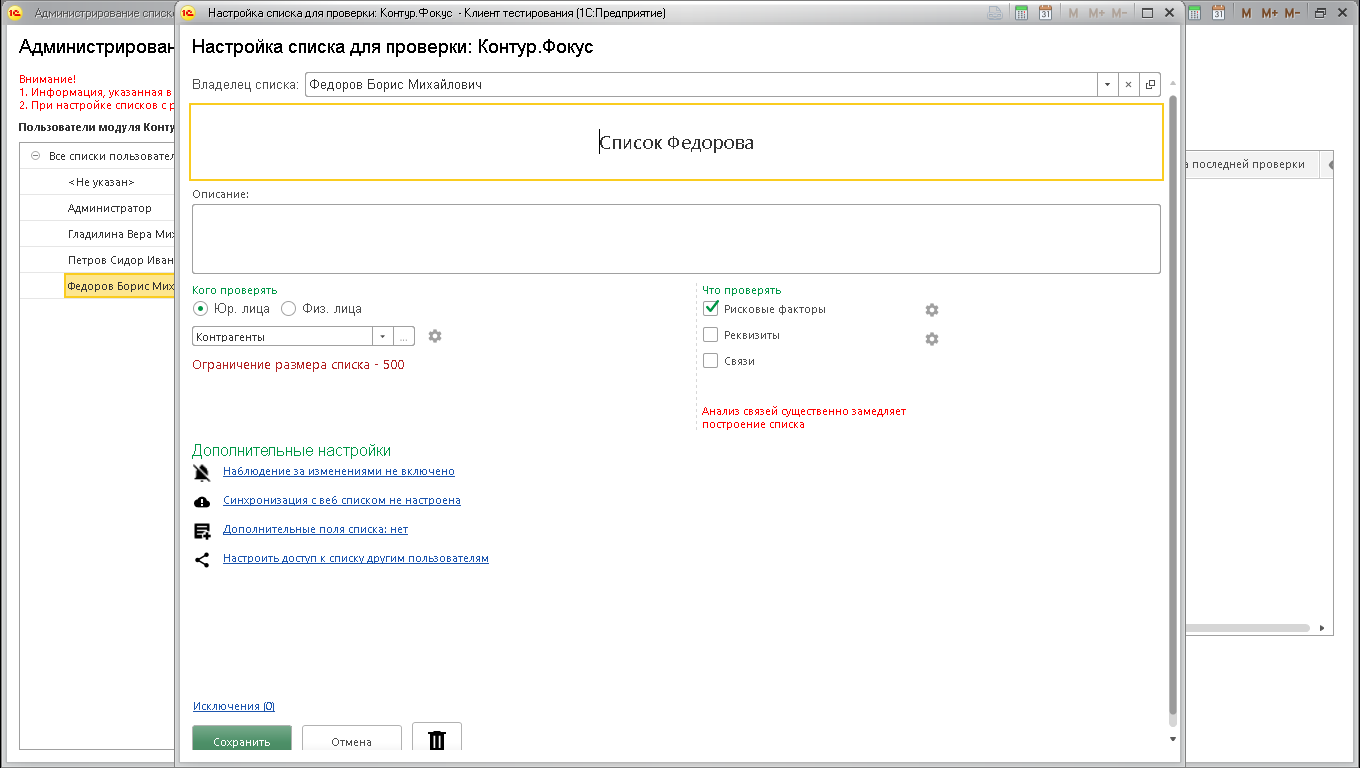 Администрирование списк
Настройка списка для проверки: Контур.Фокус - Клиент тестирования (1С:Предприятие)
M M+ M-
M M+ M-
Администрирован
Внимание!
1. Информация, указанная в
2. При настройке списков с р
Пользователи модуля Конту
Все списки пользовател
<Не указан>
Администратор
Гладилина Вера Мих
Петров Сидор Иван
Федоров Борис Мих
Настройка списка для проверки: Контур.Фокус
Владелец списка: Федоров Борис Михайлович
Список Федорова
Описание:
Кого проверять
Юр. лица Физ. лица
Контрагенты ...
Ограничение размера списка - 500
Что проверять
Рисковые факторы
Реквизиты
Связи
Анализ связей существенно замедляет
построение списка
Дополнительные настройки
Наблюдение за изменениями не включено
Синхронизация с веб списком не настроена
Дополнительные поля списка: нет
Настроить доступ к списку другим пользователям
Исключения (0)
Сохранить Отмена
а последней проверки